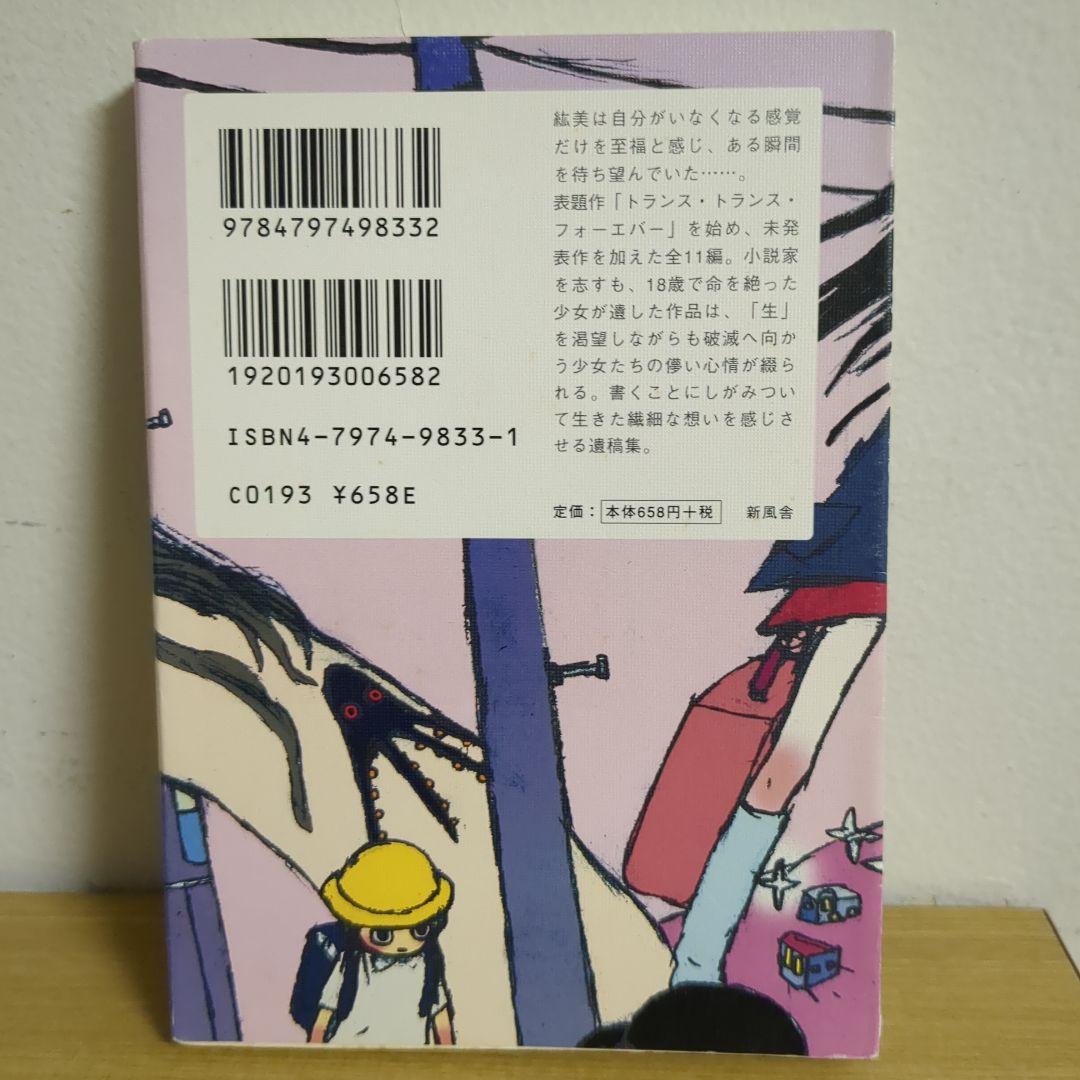 9784797498332
1920193006582
ISBN4-7974-9833-1
C0193 ¥658E
紘美は自分がいなくなる感覚
だけを至福と感じ、ある瞬間
を待ち望んでいた……。
表題作「トランス・トランス・
フォーエバー」を始め、未発
表作を加えた全11編。小説家
を志すも、18歳で命を絶った
少女が遺した作品は、「生」
を渇望しながらも破滅へ向か
う少女たちの儚い心情が綴ら
れる。書くことにしがみつい
て生きた繊細な想いを感じさ
せる遺稿集。
定価：本体658円＋税 新風舎